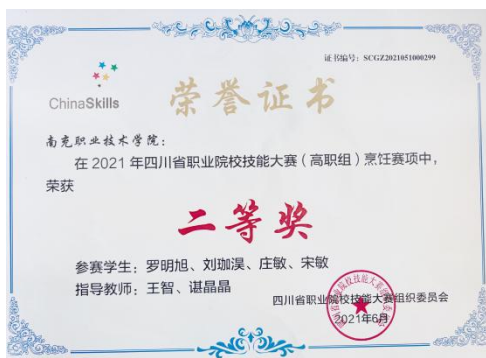 证书编号：SCGZ2021051000299
ChinaSkills
荣誉证书
南充职业技术学院：
在 2021 年四川省职业院校技能大赛（高职组）烹饪赛项中，
荣获
二等奖
参赛学生：罗明旭、刘珈淏、庄敏、宋敏
指导教师：王智、谌晶晶
四川省职业院校技能大赛组织委员会
2021年6月